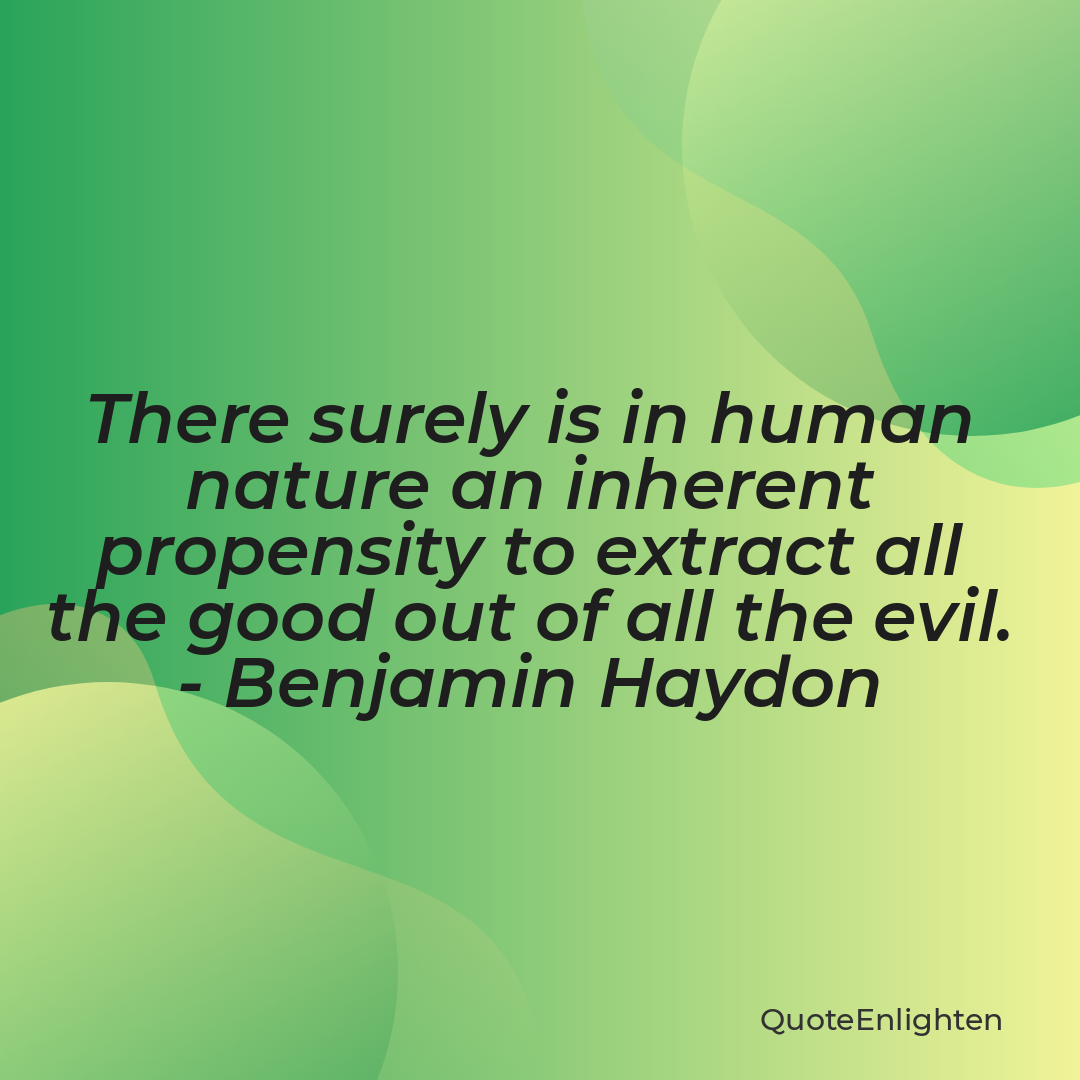 There surely is in human
nature an inherent
propensity to extract all
the good out of all the evil.
- Benjamin Haydon
QuoteEnlighten